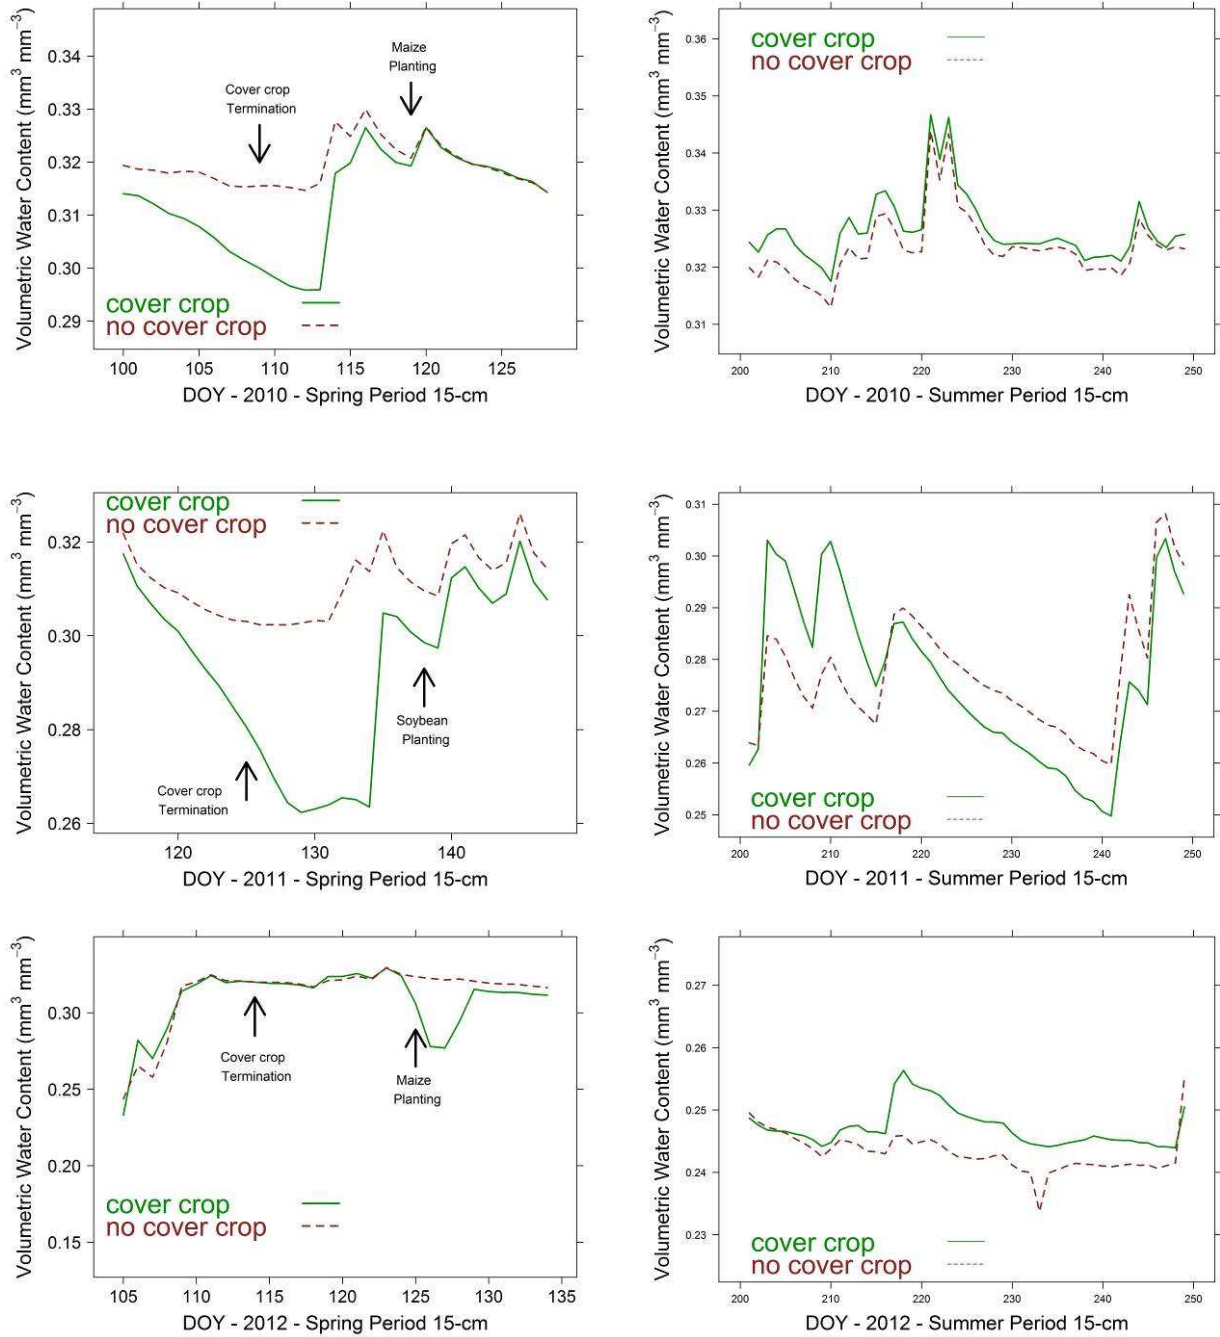 Volumetric Water Content (mm³ mm⁻³)
0.34
0.33
0.32
0.31
0.30
0.29
Maize
Planting
Cover crop
Termination
cover crop
no cover crop
100 105 110 115 120 125
DOY - 2010 - Spring Period 15-cm
Volumetric Water Content (mm³ mm⁻³)
0.36
0.35
0.34
0.33
0.32
0.31
cover crop
no cover crop
200 210 220 230 240 250
DOY - 2010 - Summer Period 15-cm
Volumetric Water Content (mm³ mm⁻³)
0.32
0.30
0.28
0.26
cover crop
no cover crop
Soybean
Planting
Cover crop
Termination
120 130 140
DOY - 2011 - Spring Period 15-cm
Volumetric Water Content (mm³ mm⁻³)
0.31
0.30
0.29
0.28
0.27
0.26
0.25
cover crop
no cover crop
200 210 220 230 240 250
DOY - 2011 - Summer Period 15-cm
Volumetric Water Content (mm³ mm⁻³)
0.30
0.25
0.20
0.15
Cover crop
Termination
Maize
Planting
cover crop
no cover crop
105 110 115 120 125 130 135
DOY - 2012 - Spring Period 15-cm
Volumetric Water Content (mm³ mm⁻³)
0.27
0.26
0.25
0.24
0.23
cover crop
no cover crop
200 210 220 230 240 250
DOY - 2012 - Summer Period 15-cm